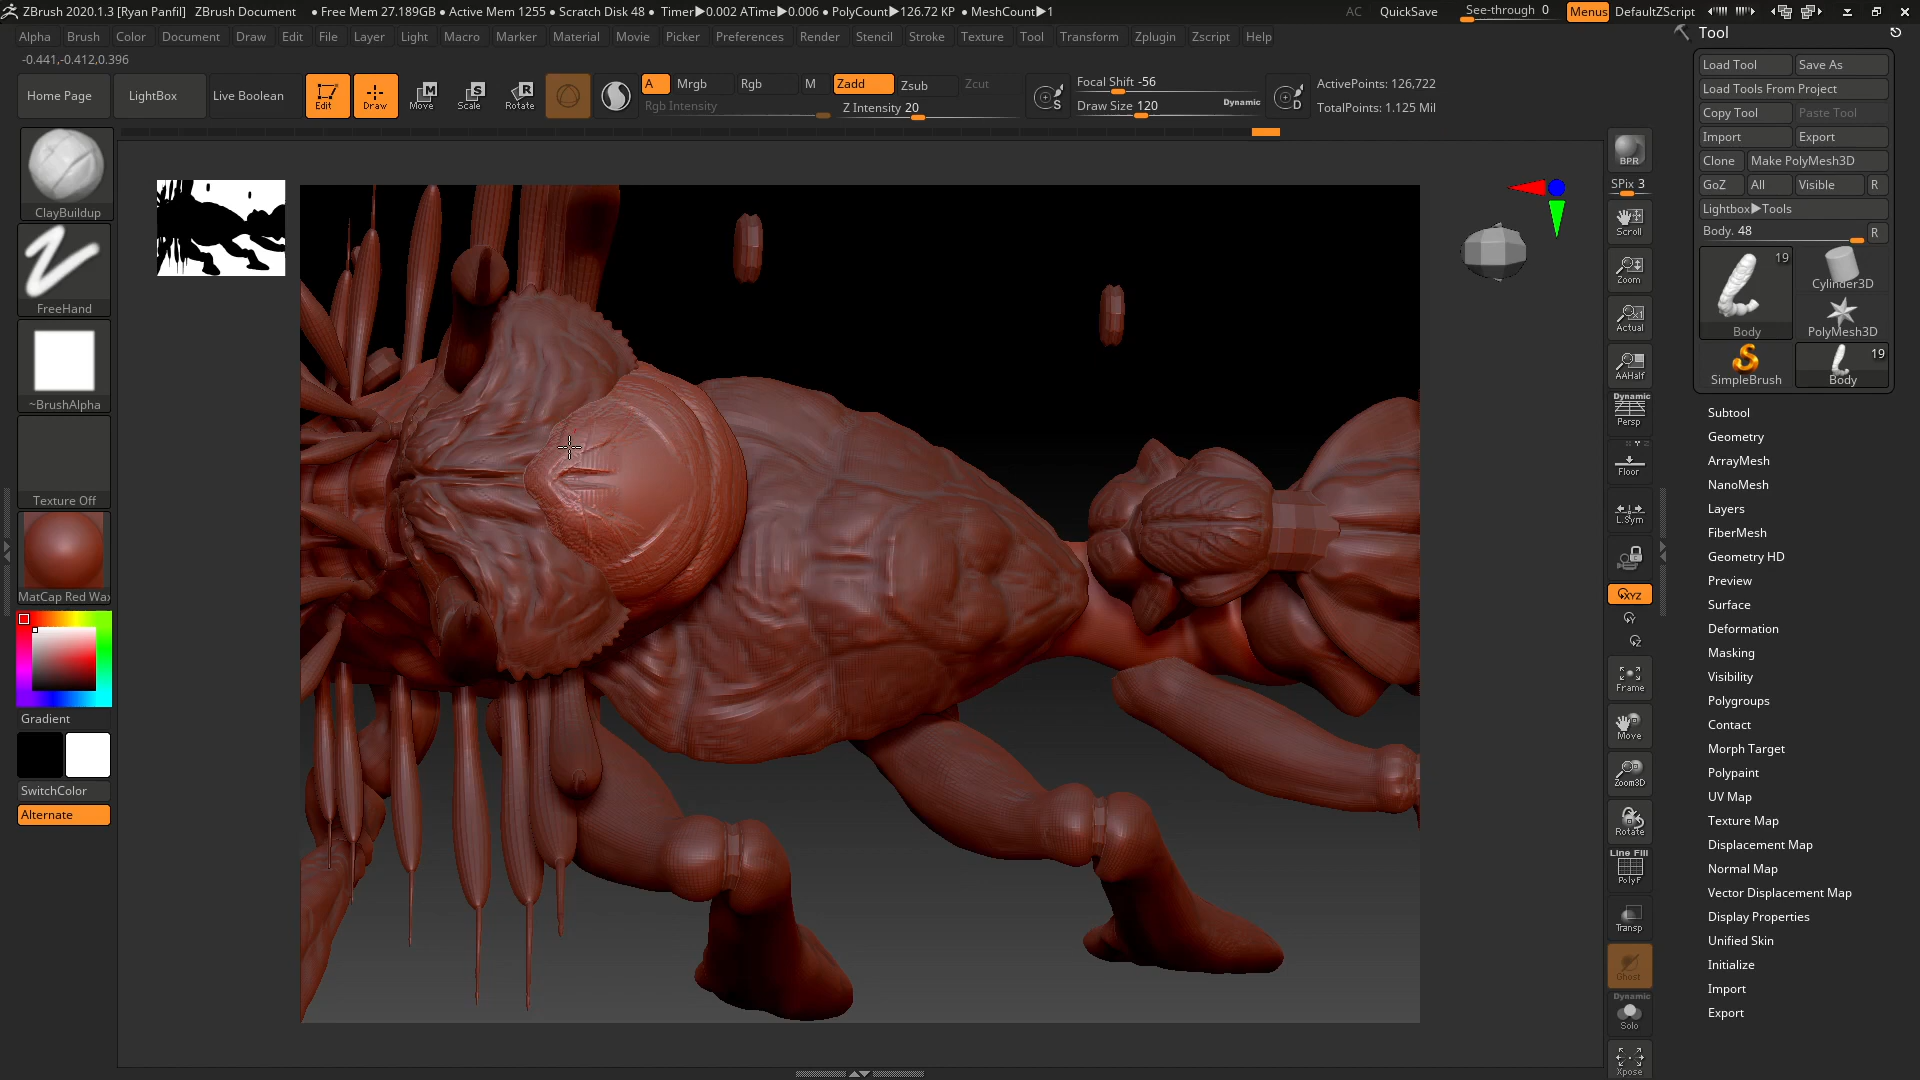 ZBrush 2020.1.3 [Ryan Panfil] ZBrush Document • Free Mem 27.189GB • Active Mem 1255 • Scratch Disk 48 • Timer▶0.002 ATime▶0.006 • PolyCount▶126.72 KP • MeshCount▶1 AC QuickSave See-through 0 Menus DefaultZScript
Alpha Brush Color Document Draw Edit File Layer Light Macro Marker Material Movie Picker Preferences Render Stencil Stroke Texture Tool Transform Zplugin Zscript Help
-0.441,-0.412,0.396
Home Page LightBox Live Boolean Edit Draw Move Scale Rotate
A Mrgb Rgb M Zadd Zsub Zcut
Rgb Intensity Z Intensity 20
Focal Shift -56
Draw Size 120 Dynamic
ActivePoints: 126,722
TotalPoints: 1.125 Mil
ClayBuildup
FreeHand
~BrushAlpha
Texture Off
MatCap Red Wax
Gradient
SwitchColor
Alternate
BPR
SPix 3
Scroll
Zoom
Actual
AAHalf
Dynamic
Persp
Floor
L.Sym
XYZ
Y
Z
Frame
Move
Zoom3D
Rotate
Line Fill
PolyF
Transp
Ghost
Dynamic
Solo
Xpose
Tool
Load Tool Save As
Load Tools From Project
Copy Tool Paste Tool
Import Export
Clone Make PolyMesh3D
GoZ All Visible R
Lightbox▶Tools
Body. 48 R
19
Body
Cylinder3D
PolyMesh3D
SimpleBrush
19
Body
Subtool
Geometry
ArrayMesh
NanoMesh
Layers
FiberMesh
Geometry HD
Preview
Surface
Deformation
Masking
Visibility
Polygroups
Contact
Morph Target
Polypaint
UV Map
Texture Map
Displacement Map
Normal Map
Vector Displacement Map
Display Properties
Unified Skin
Initialize
Import
Export